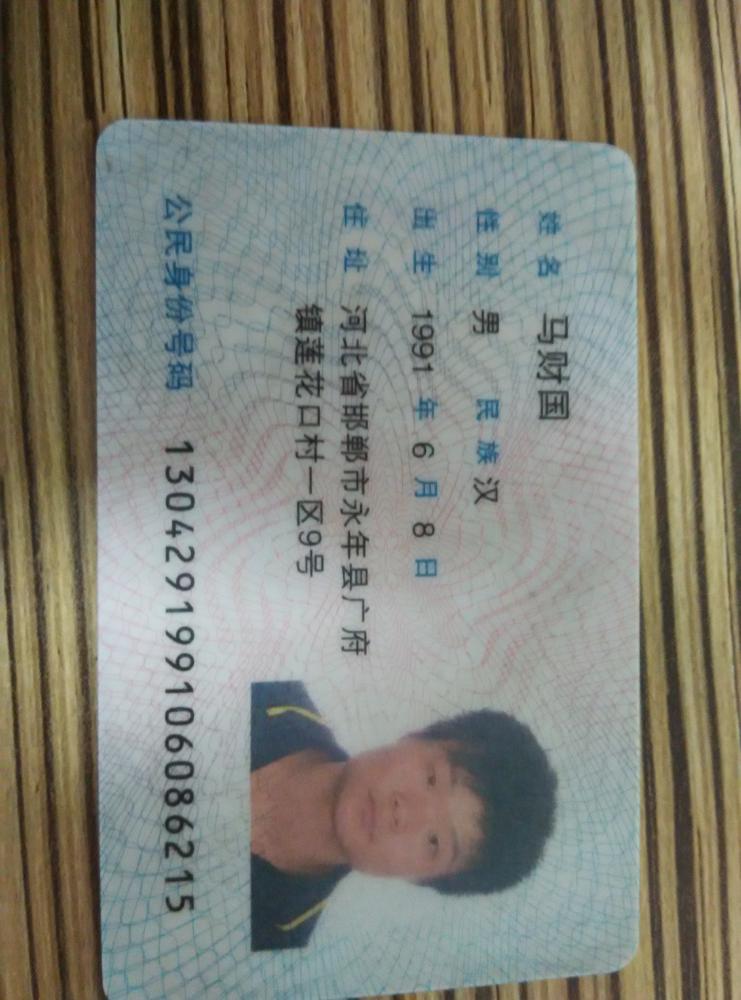 姓名 马财国
性别 男 民族 汉
出生 1991 年 6 月 8 日
住址 河北省邯郸市永年县广府
镇莲花口村一区9号
公民身份号码 130429199106086215